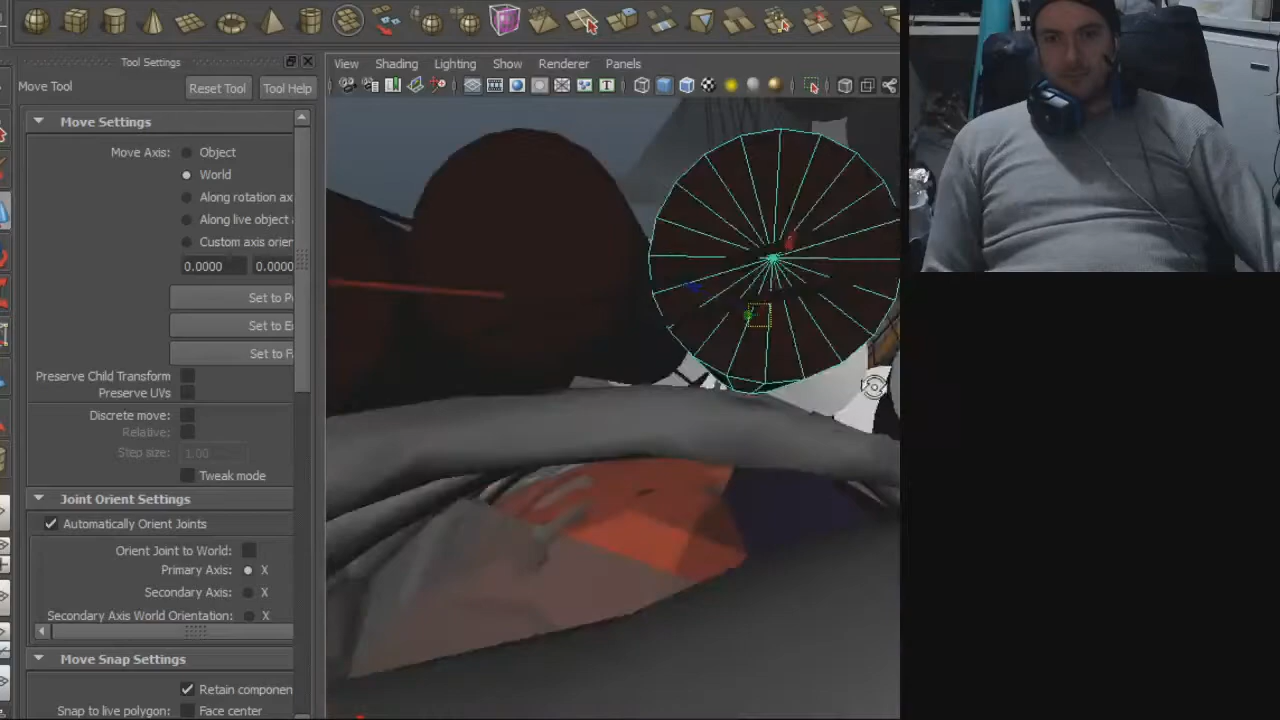 Tool Settings
View Shading Lighting Show Renderer Panels
Move Tool
Reset Tool
Tool Help
Move Settings
Move Axis:
Object
World
Along rotation ax
Along live object
Custom axis orien
0.0000
0.0000
Set to P
Set to E
Set to F
Preserve Child Transform
Preserve UVs
Discrete move:
Relative:
Step size:
1.00
Tweak mode
Joint Orient Settings
Automatically Orient Joints
Orient Joint to World:
Primary Axis:
X
Secondary Axis:
X
Secondary Axis World Orientation:
X
Move Snap Settings
Retain componen
Snap to live polygon:
Face center